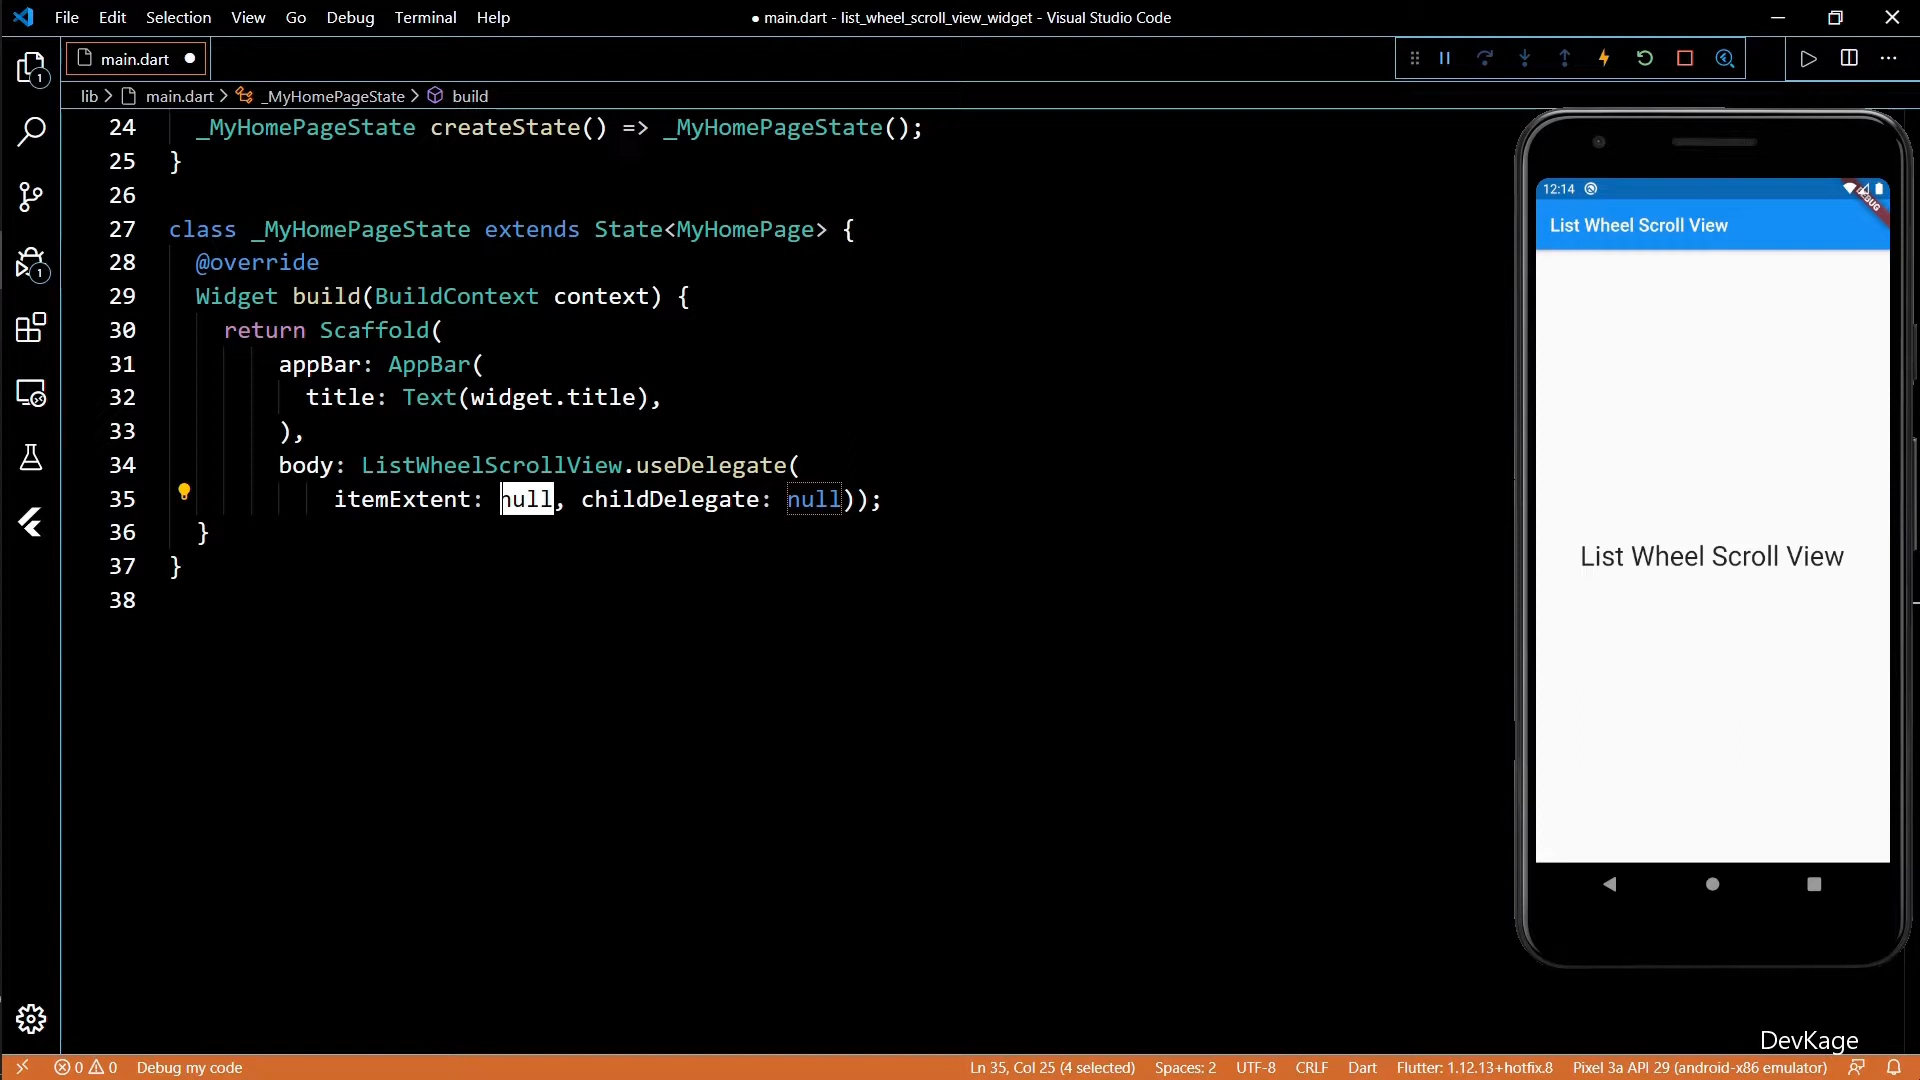 File Edit Selection View Go Debug Terminal Help
● main.dart - list_wheel_scroll_view_widget - Visual Studio Code
main.dart
lib > main.dart > _MyHomePageState > build
24 _MyHomePageState createState() => _MyHomePageState();
25 }
26
27 class _MyHomePageState extends State<MyHomePage> {
28 @override
29 Widget build(BuildContext context) {
30 return Scaffold(
31 appBar: AppBar(
32 title: Text(widget.title),
33 ),
34 body: ListWheelScrollView.useDelegate(
35 itemExtent: null, childDelegate: null));
36 }
37 }
38
1
1
12:14
DEBUG
List Wheel Scroll View
List Wheel Scroll View
DevKage
0 0 Debug my code
Ln 35, Col 25 (4 selected) Spaces: 2 UTF-8 CRLF Dart Flutter: 1.12.13+hotfix.8 Pixel 3a API 29 (android-x86 emulator)